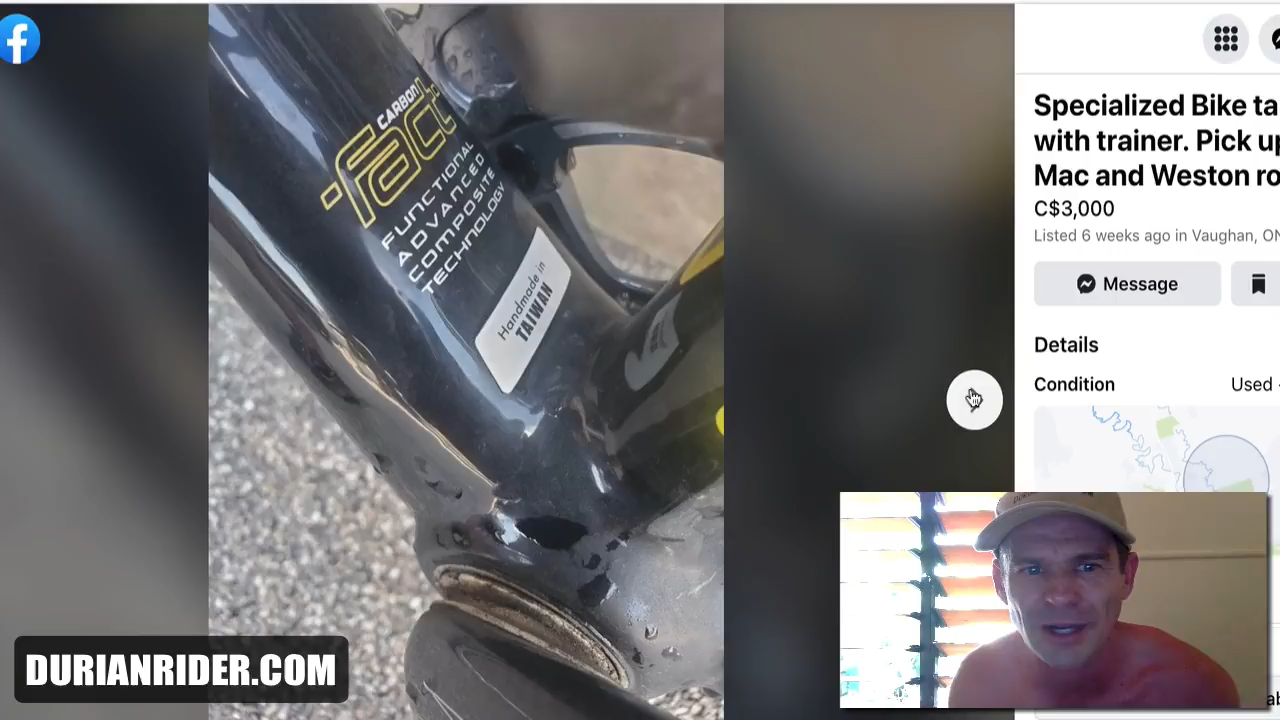 CARBON
fact
FUNCTIONAL
ADVANCED
COMPOSITE
TECHNOLOGY
Handmade in
TAIWAN
Specialized Bike ta
with trainer. Pick up
Mac and Weston ro
C$3,000
Listed 6 weeks ago in Vaughan, ON
Message
Details
Condition
Used
DURIANRIDER.COM